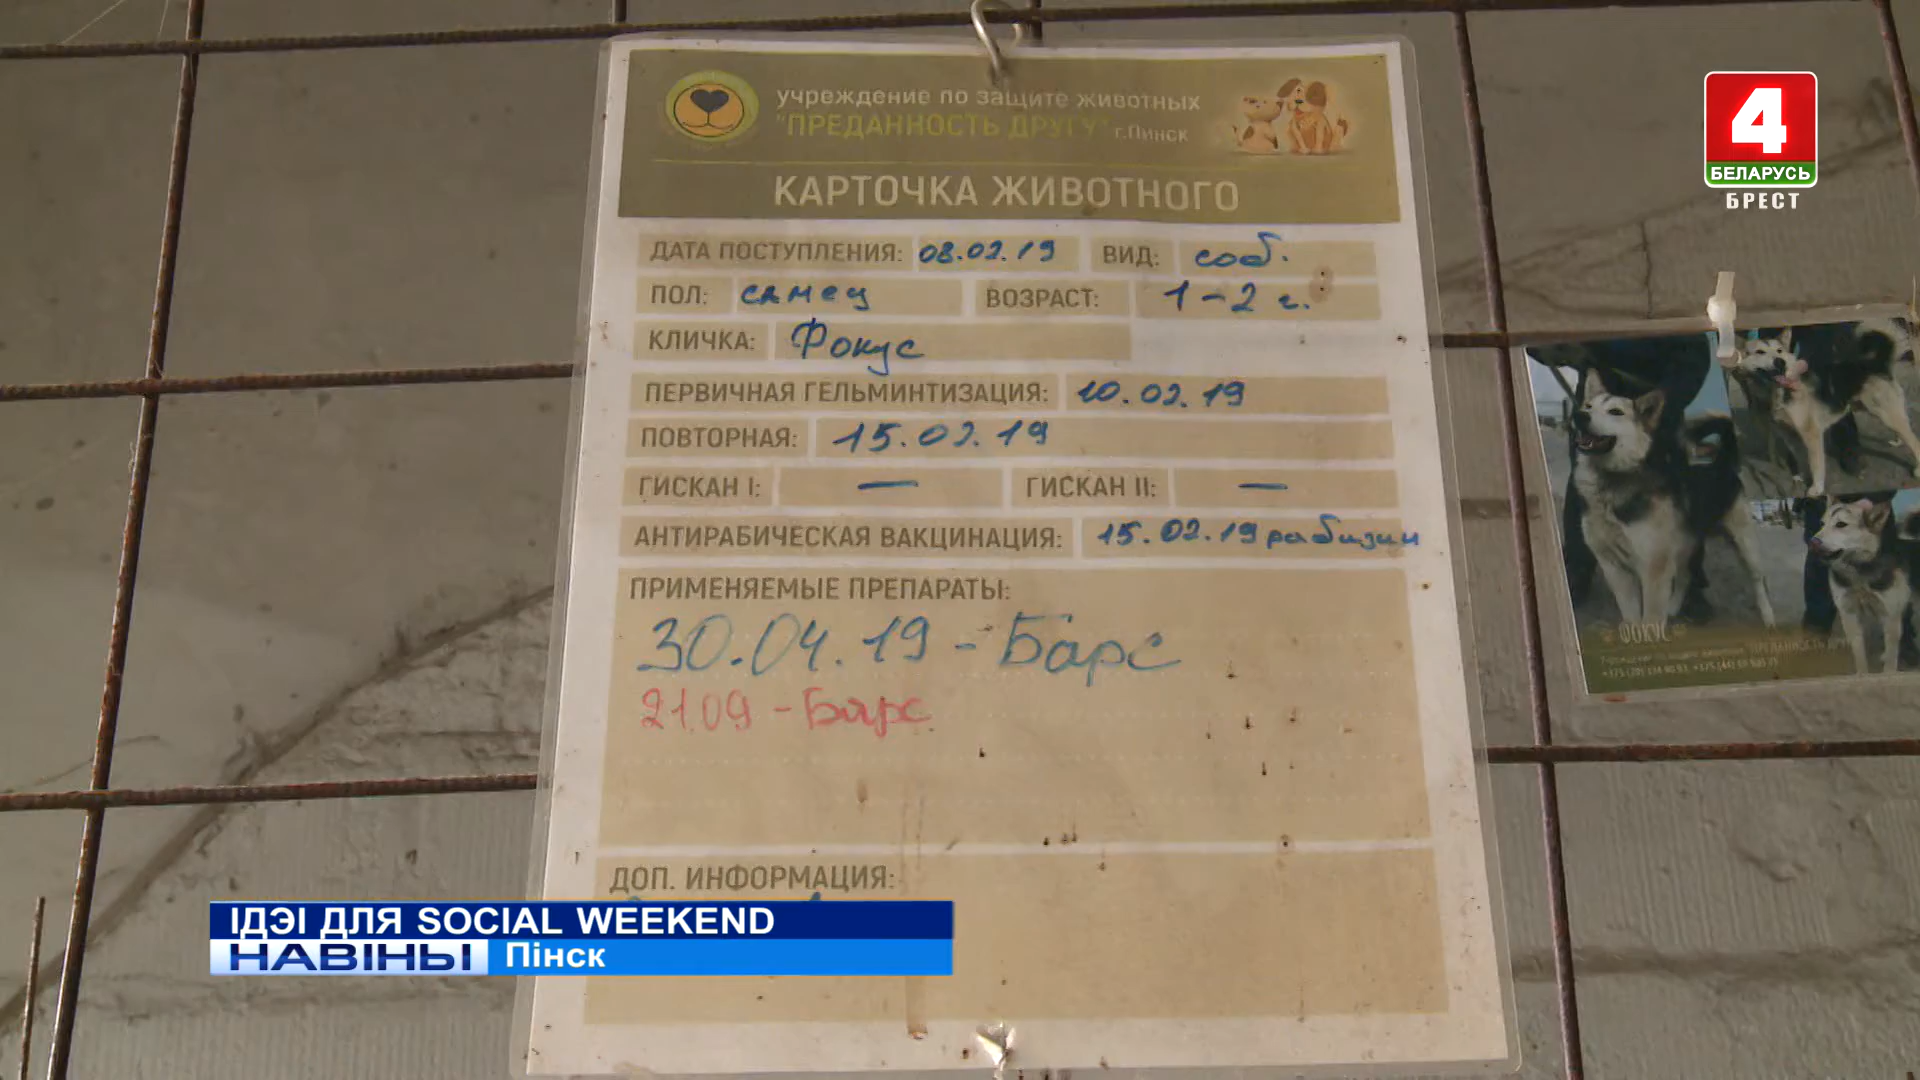 учреждение по защите животных
"ПРЕДАННОСТЬ ДРУГУ" г.Пинск
КАРТОЧКА ЖИВОТНОГО
ДАТА ПОСТУПЛЕНИЯ: 08.02.19 ВИД: соб.
ПОЛ: самец ВОЗРАСТ: 1-2 г.
КЛИЧКА: Фокус
ПЕРВИЧНАЯ ГЕЛЬМИНТИЗАЦИЯ: 10.02.19
ПОВТОРНАЯ: 15.02.19
ГИСКАН I: — ГИСКАН II: —
АНТИРАБИЧЕСКАЯ ВАКЦИНАЦИЯ: 15.02.19 рабизин
ПРИМЕНЯЕМЫЕ ПРЕПАРАТЫ:
30.04.19 - Барс
21.09 - Барс
ДОП. ИНФОРМАЦИЯ:
4
БЕЛАРУСЬ
БРЕСТ
ФОКУС
ІДЭІ ДЛЯ SOCIAL WEEKEND
НАВІНЫ Пінск